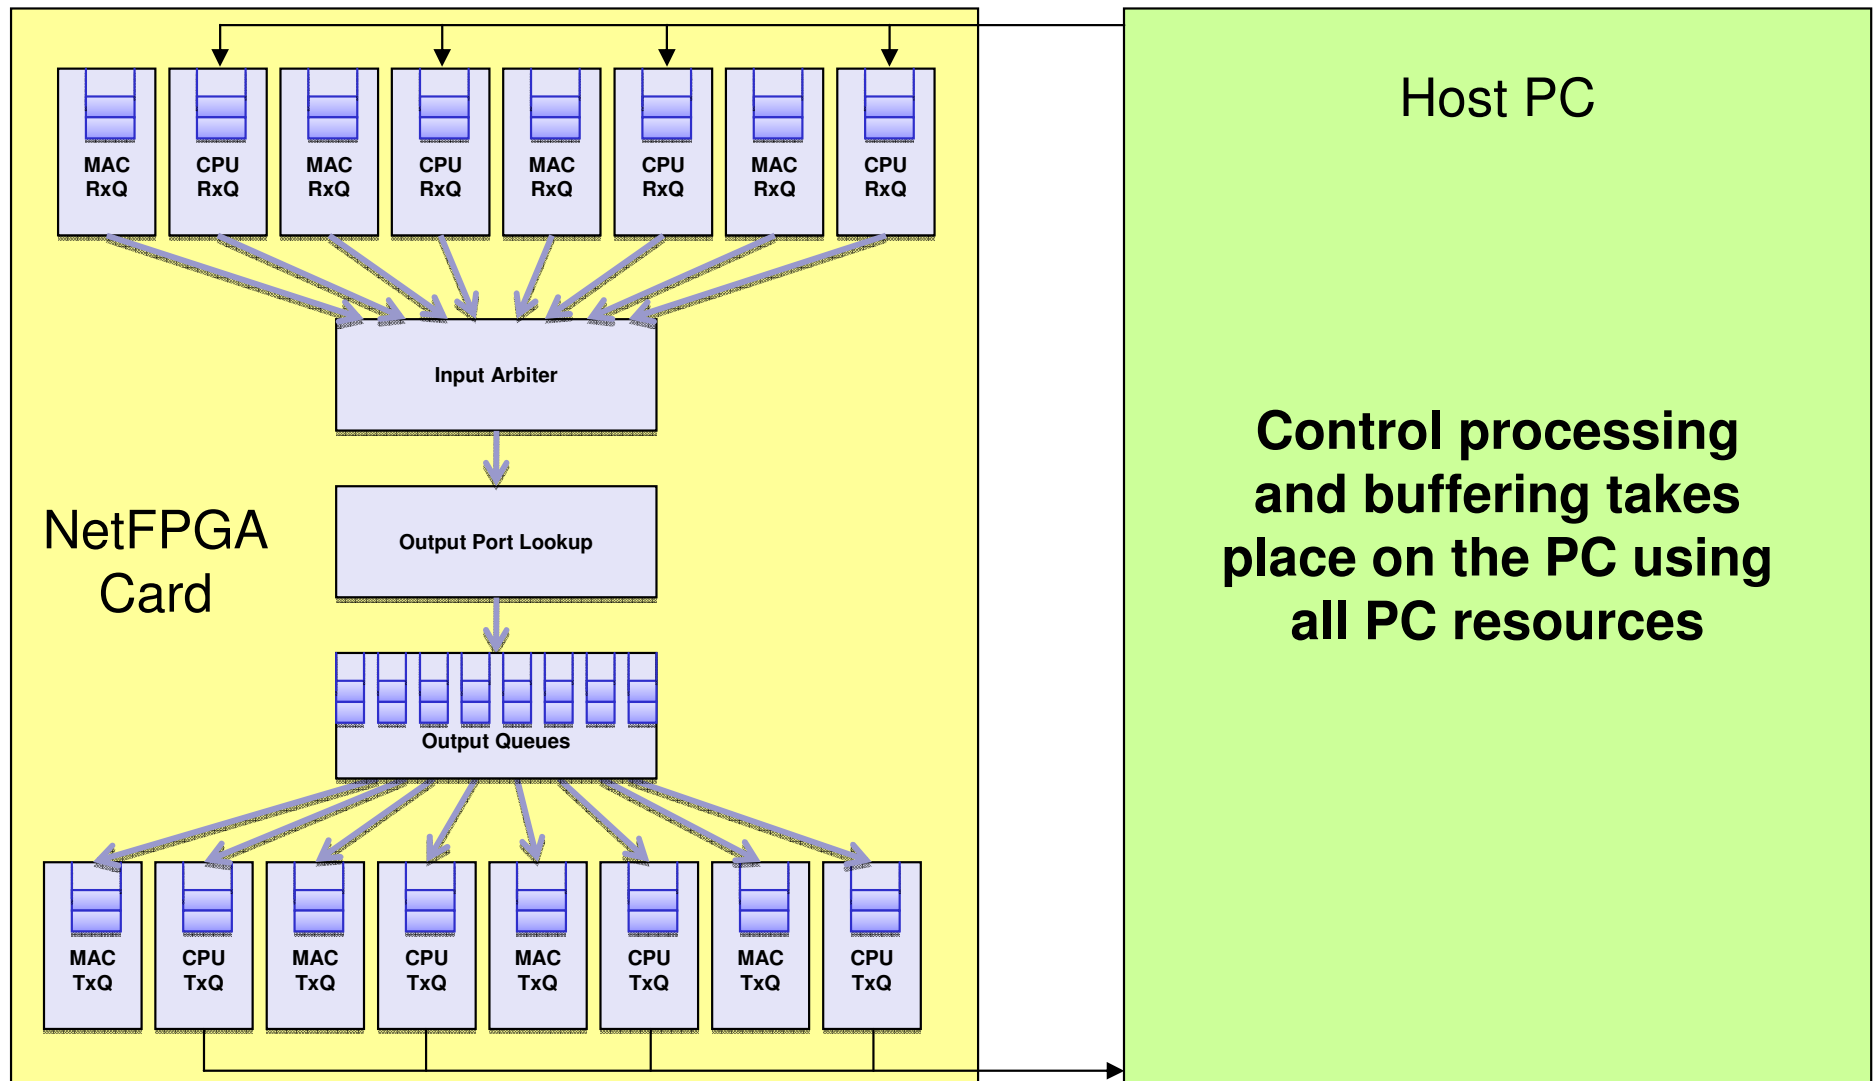 Host PC
MAC RxQ
CPU RxQ
MAC RxQ
CPU RxQ
MAC RxQ
CPU RxQ
MAC RxQ
CPU RxQ
Input Arbiter
Output Port Lookup
NetFPGA
Card
Output Queues
MAC TxQ
CPU TxQ
MAC TxQ
CPU TxQ
MAC TxQ
CPU TxQ
MAC TxQ
CPU TxQ
Control processing
and buffering takes
place on the PC using
all PC resources